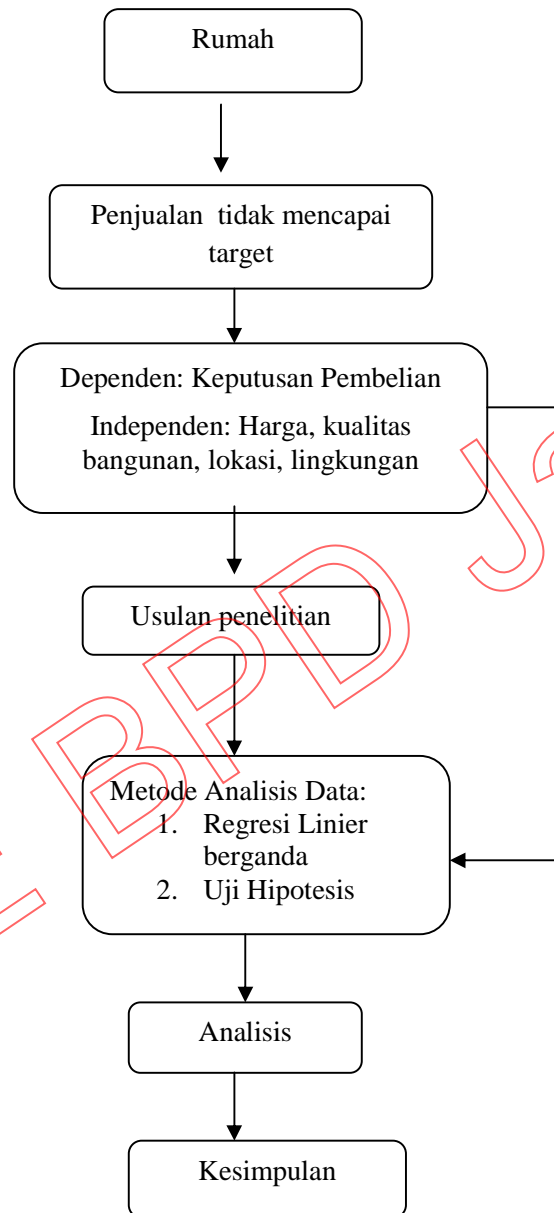 Rumah
Penjualan tidak mencapai
target
Dependen: Keputusan Pembelian
Independen: Harga, kualitas
bangunan, lokasi, lingkungan
Usulan penelitian
Metode Analisis Data:
1. Regresi Linier
berganda
2. Uji Hipotesis
Analisis
Kesimpulan
BPD